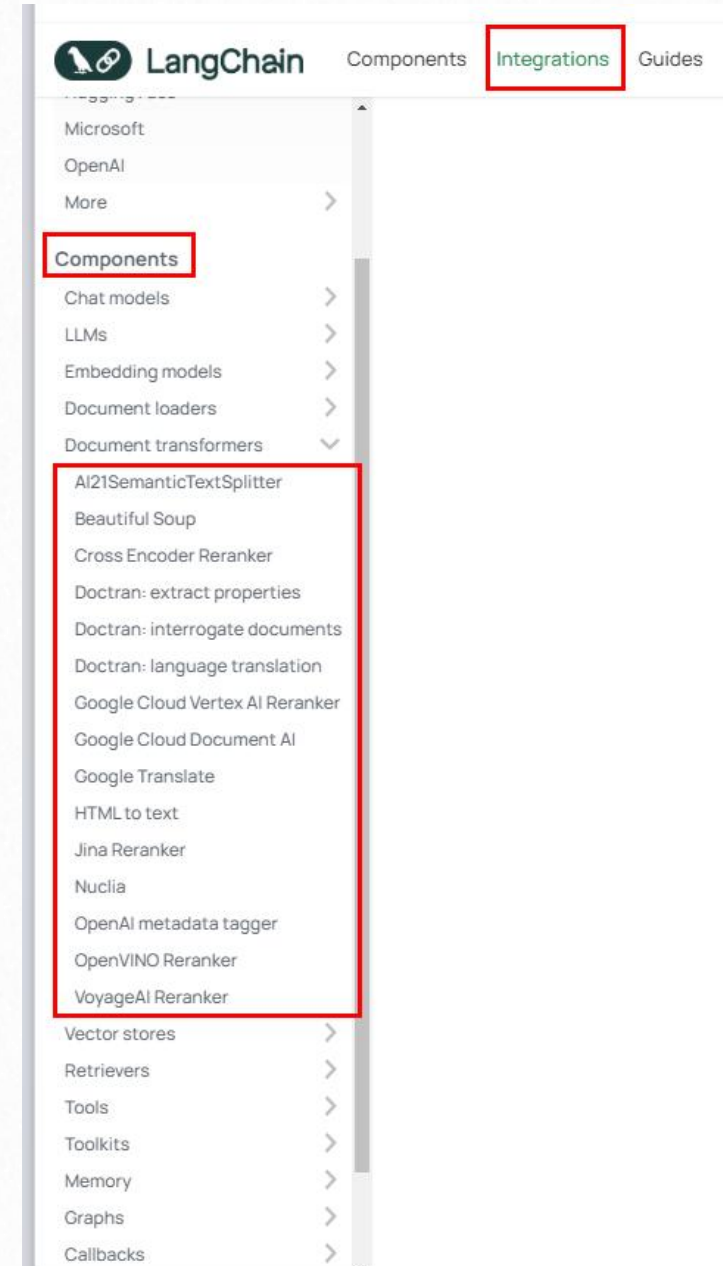 LangChain Components Integrations Guides
Microsoft
OpenAI
More
Components
Chat models
LLMs
Embedding models
Document loaders
Document transformers
AI21SemanticTextSplitter
Beautiful Soup
Cross Encoder Reranker
Doctran: extract properties
Doctran: interrogate documents
Doctran: language translation
Google Cloud Vertex AI Reranker
Google Cloud Document AI
Google Translate
HTML to text
Jina Reranker
Nuclia
OpenAI metadata tagger
OpenVINO Reranker
VoyageAI Reranker
Vector stores
Retrievers
Tools
Toolkits
Memory
Graphs
Callbacks